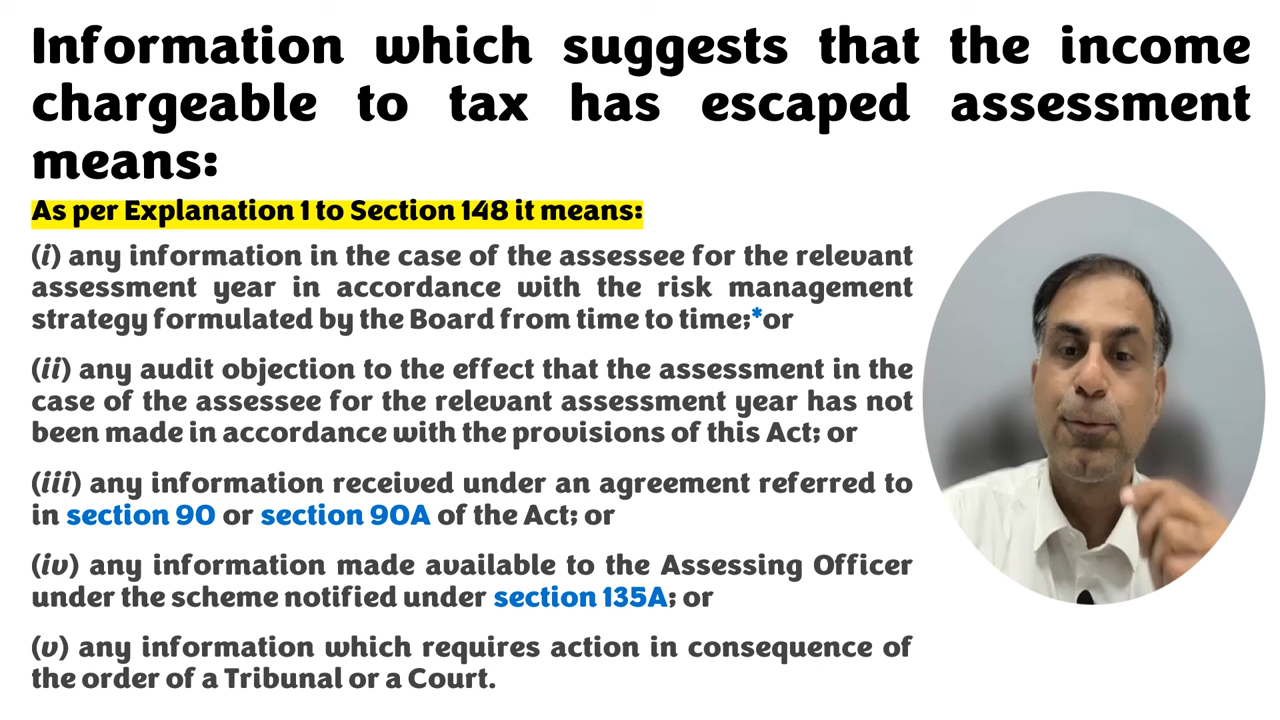 Information which suggests that the income
chargeable to tax has escaped assessment
means:
As per Explanation 1 to Section 148 it means:
(i) any information in the case of the assessee for the relevant
assessment year in accordance with the risk management
strategy formulated by the Board from time to time;*or
(ii) any audit objection to the effect that the assessment in the
case of the assessee for the relevant assessment year has not
been made in accordance with the provisions of this Act; or
(iii) any information received under an agreement referred to
in section 90 or section 90A of the Act; or
(iv) any information made available to the Assessing Officer
under the scheme notified under section 135A; or
(v) any information which requires action in consequence of
the order of a Tribunal or a Court.